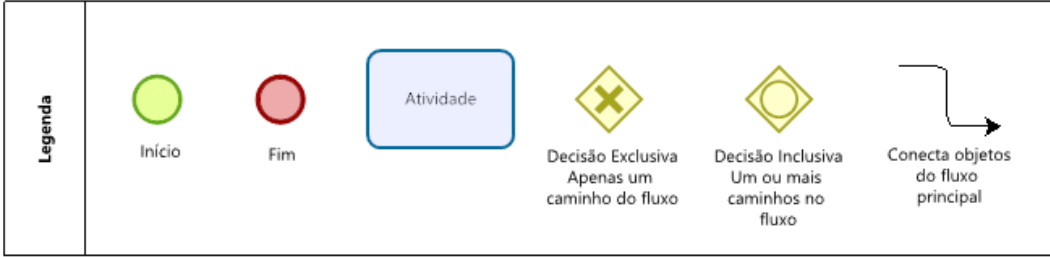 Legenda
Início
Fim
Atividade
Decisão Exclusiva
Apenas um
caminho do fluxo
Decisão Inclusiva
Um ou mais
caminhos no
fluxo
Conecta objetos
do fluxo
principal